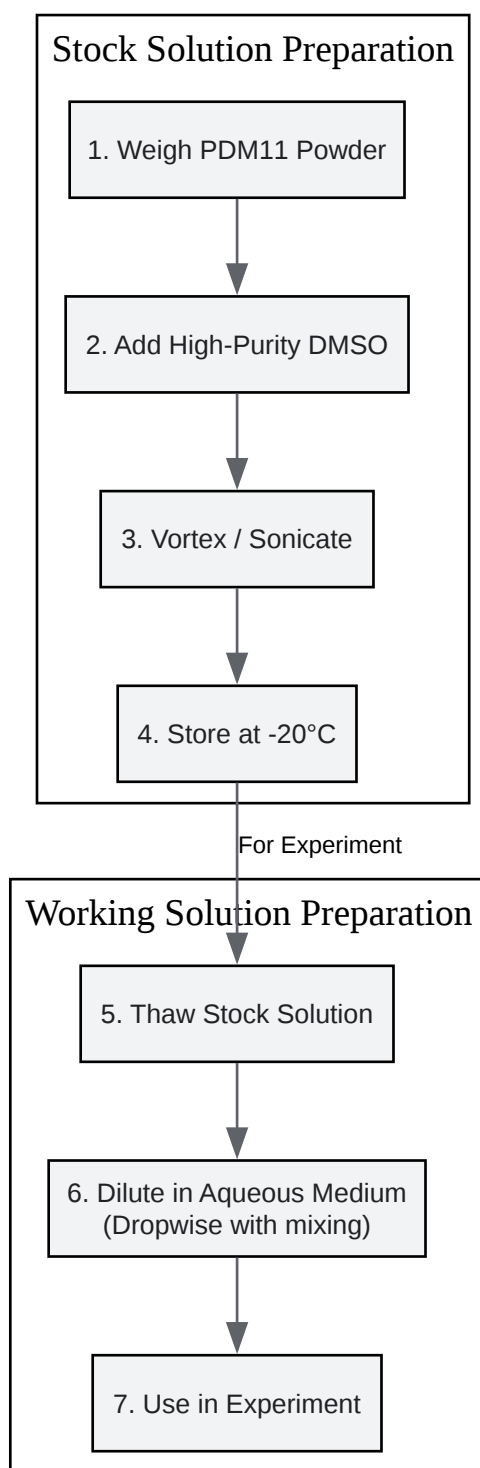 Stock Solution Preparation
1. Weigh PDM11 Powder
2. Add High-Purity DMSO
3. Vortex / Sonicate
4. Store at -20°C
For Experiment
Working Solution Preparation
5. Thaw Stock Solution
6. Dilute in Aqueous Medium
(Dropwise with mixing)
7. Use in Experiment